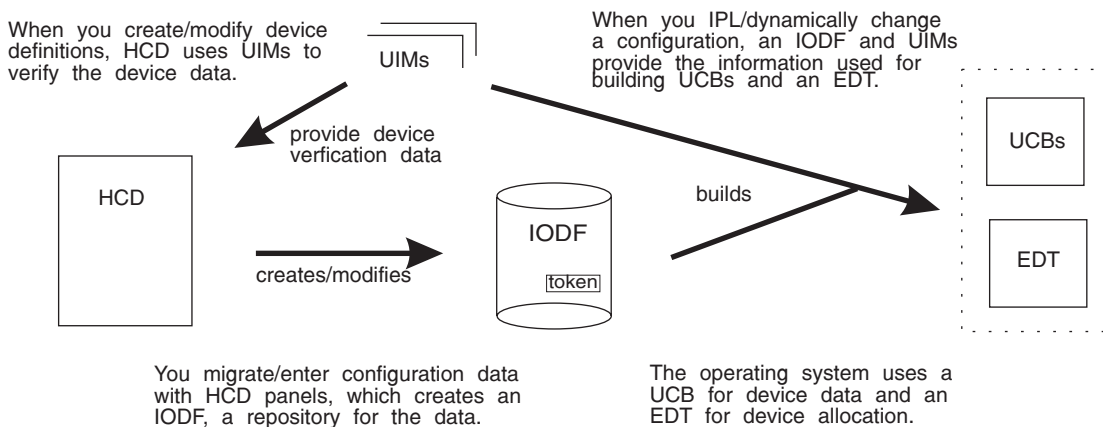 When you create/modify device
definitions, HCD uses UIMs to
verify the device data.
UIMs
When you IPL/dynamically change
a configuration, an IODF and UIMs
provide the information used for
building UCBs and an EDT.
provide device
verfication data
HCD
creates/modifies
IODF
token
builds
UCBs
EDT
You migrate/enter configuration data
with HCD panels, which creates an
IODF, a repository for the data.
The operating system uses a
UCB for device data and an
EDT for device allocation.